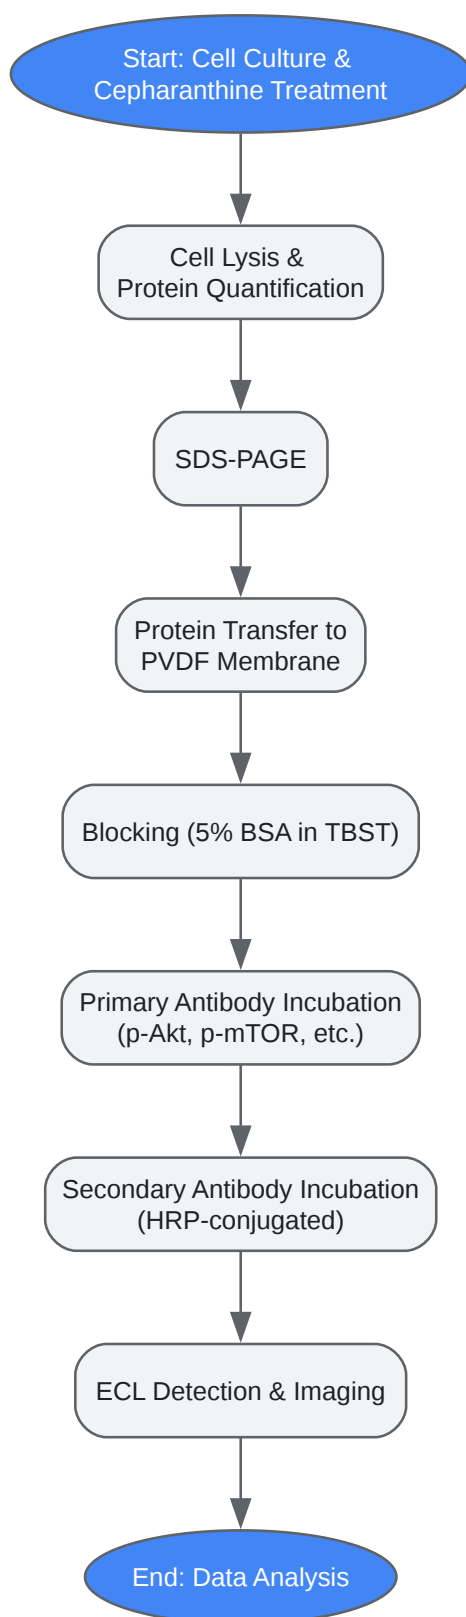 Start: Cell Culture &
Cepharanthine Treatment
Cell Lysis &
Protein Quantification
SDS-PAGE
Protein Transfer to
PVDF Membrane
Blocking (5% BSA in TBST)
Primary Antibody Incubation
(p-Akt, p-mTOR, etc.)
Secondary Antibody Incubation
(HRP-conjugated)
ECL Detection & Imaging
End: Data Analysis